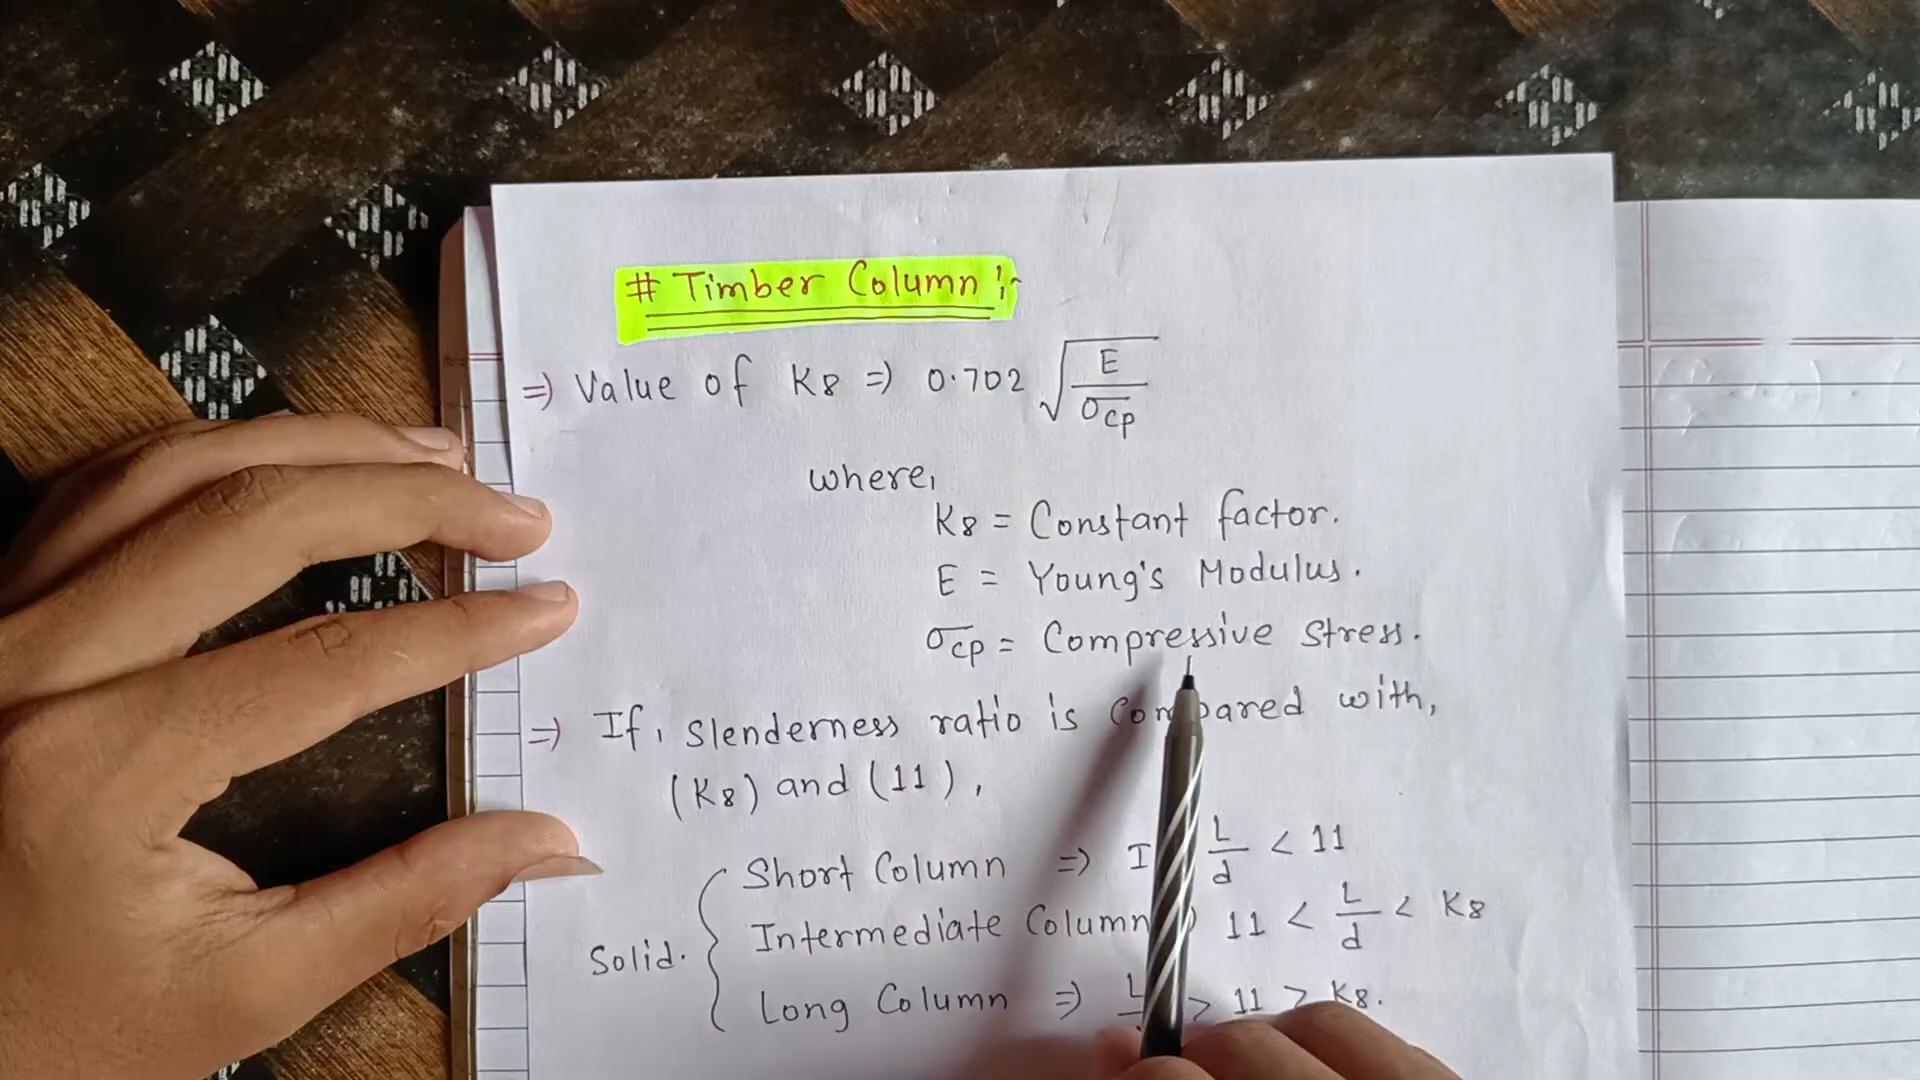 # Timber Column :-
=> Value of K8 => 0.702 √(E/σcp)
where,
K8 = Constant factor.
E = Young's Modulus.
σcp = Compressive stress.
=> If, slenderness ratio is Compared with,
(K8) and (11),
Short Column => I L/d < 11
Intermediate Column 11 < L/d < K8
Solid.
Long Column => L > 11 > K8.